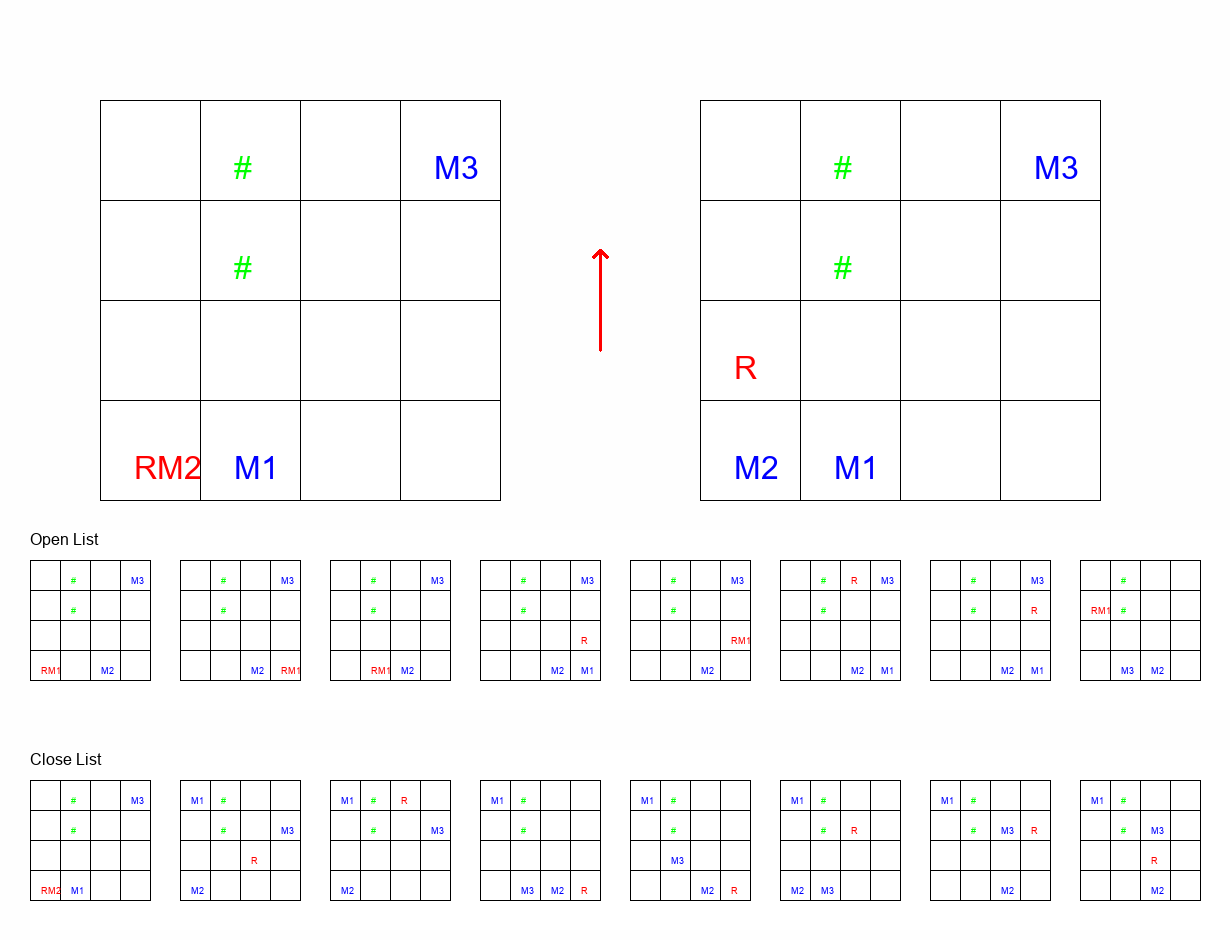 # M3 # M3
# #
R
RM2 M1 M2 M1
Open List
# M3 # M3 # M3 # M3 # M3 # R M3 # M3 #
# # # # # # # R RM1 #
R RM1
RM1 M2 M2 RM1 RM1 M2 M2 M1 M2 M2 M1 M2 M1 M3 M2
Close List
# M3 M1 # M1 # R M1 # M1 # M1 # M1 # M1 #
# # M3 # M3 # # # R # M3 R # M3
R M3 R
RM2 M1 M2 M2 M3 M2 R M2 R M2 M3 M2 M2